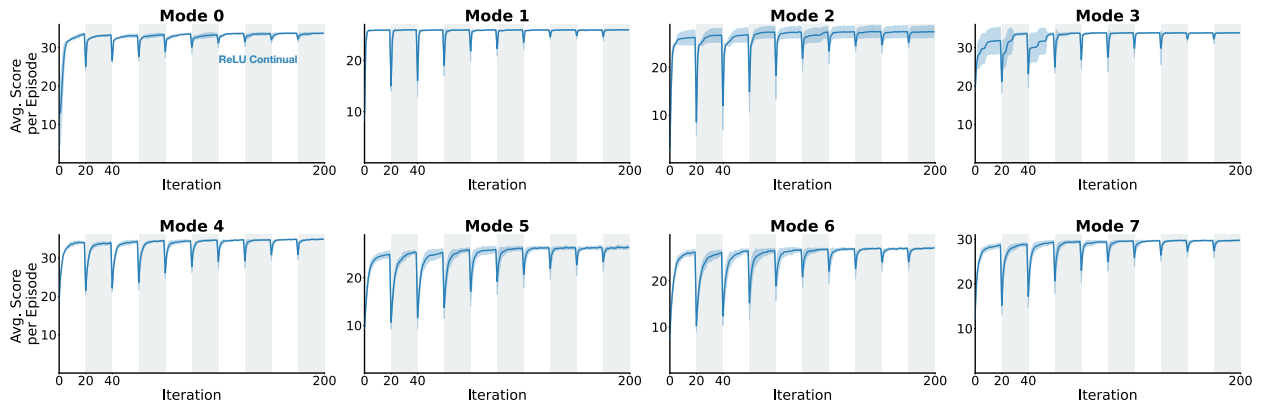 Mode 0
Mode 1
Mode 2
Mode 3
Avg. Score
per Episode
30
20
10
ReLU Continual
0 20 40 200
Iteration
20
10
0 20 40 200
Iteration
20
10
0 20 40 200
Iteration
30
20
10
0 20 40 200
Iteration
Mode 4
Mode 5
Mode 6
Mode 7
Avg. Score
per Episode
30
20
10
0 20 40 200
Iteration
20
10
0 20 40 200
Iteration
20
10
0 20 40 200
Iteration
30
20
10
0 20 40 200
Iteration